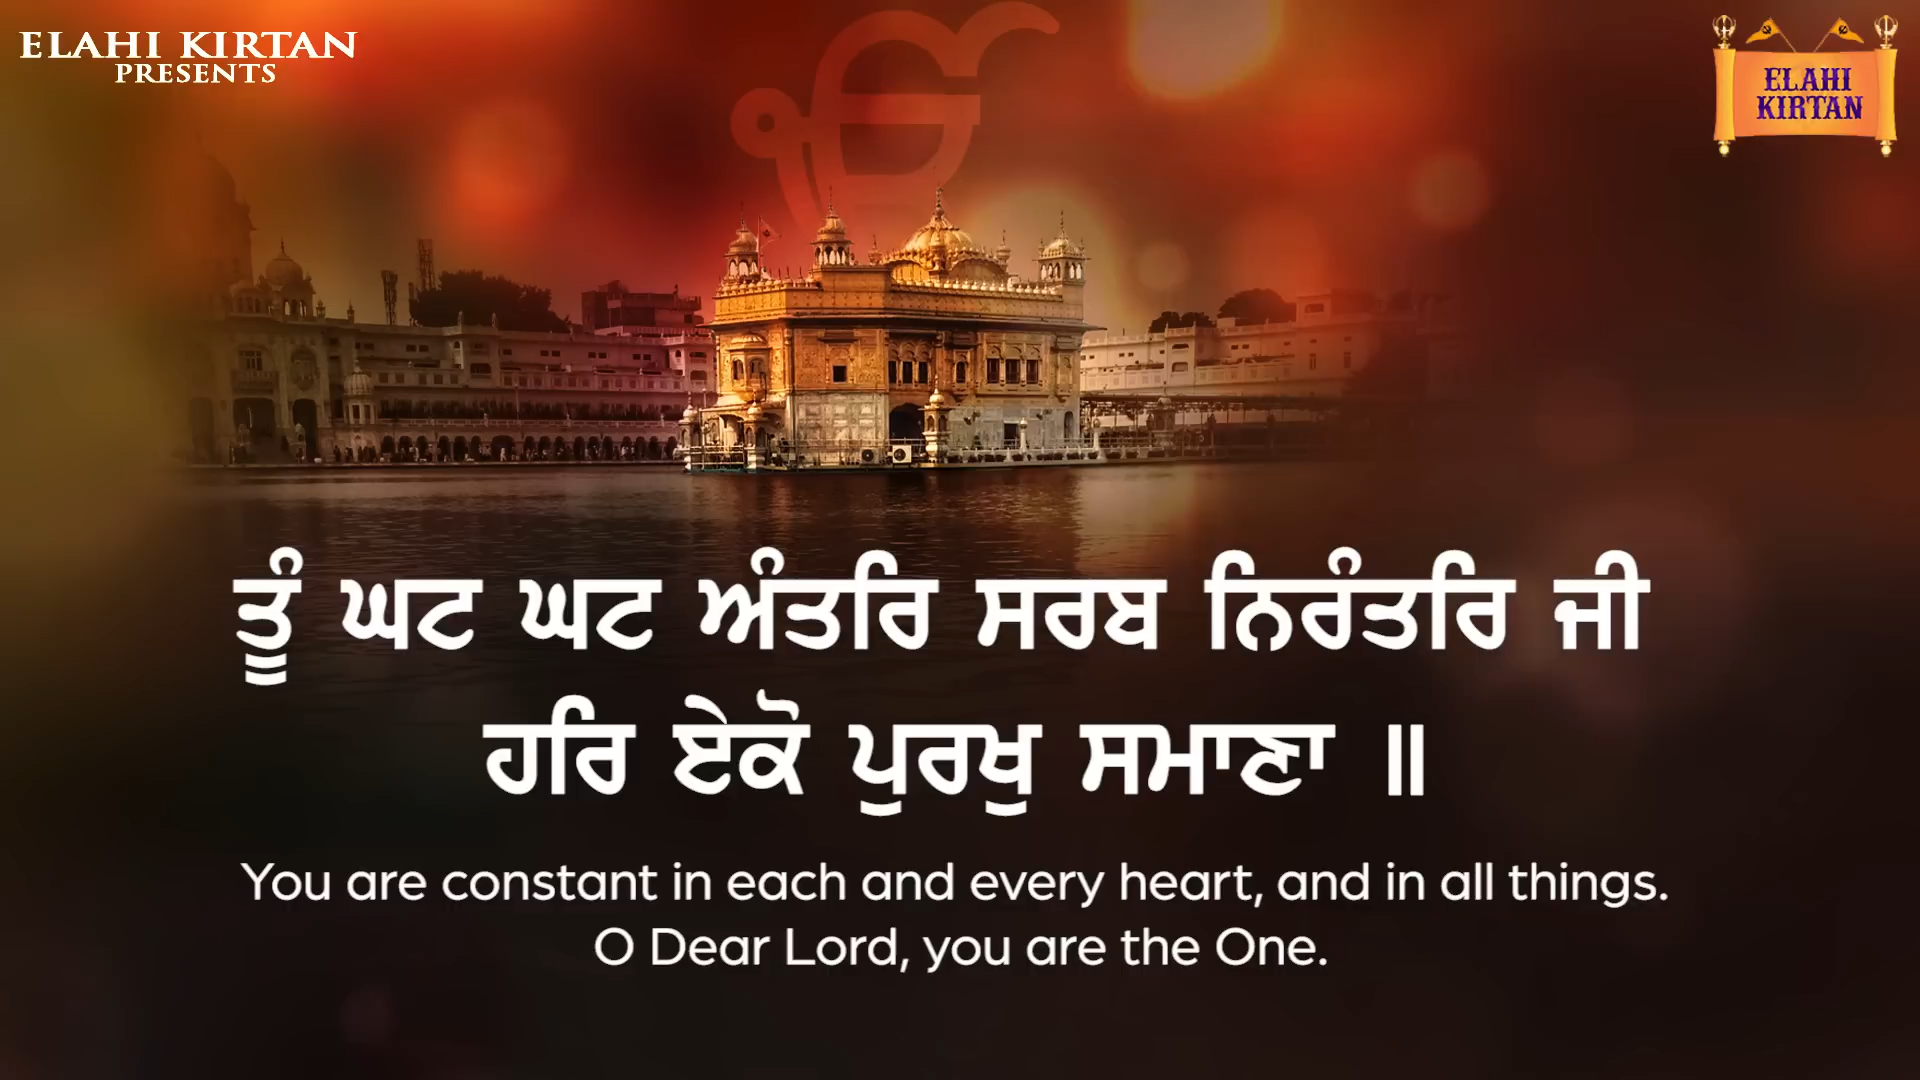 ELAHI KIRTAN
PRESENTS
ELAHI
KIRTAN
ਤੂੰ ਘਟ ਘਟ ਅੰਤਰਿ ਸਰਬ ਨਿਰੰਤਰਿ ਜੀ
ਹਰਿ ਏਕੋ ਪੁਰਖੁ ਸਮਾਣਾ ॥
You are constant in each and every heart, and in all things.
O Dear Lord, you are the One.